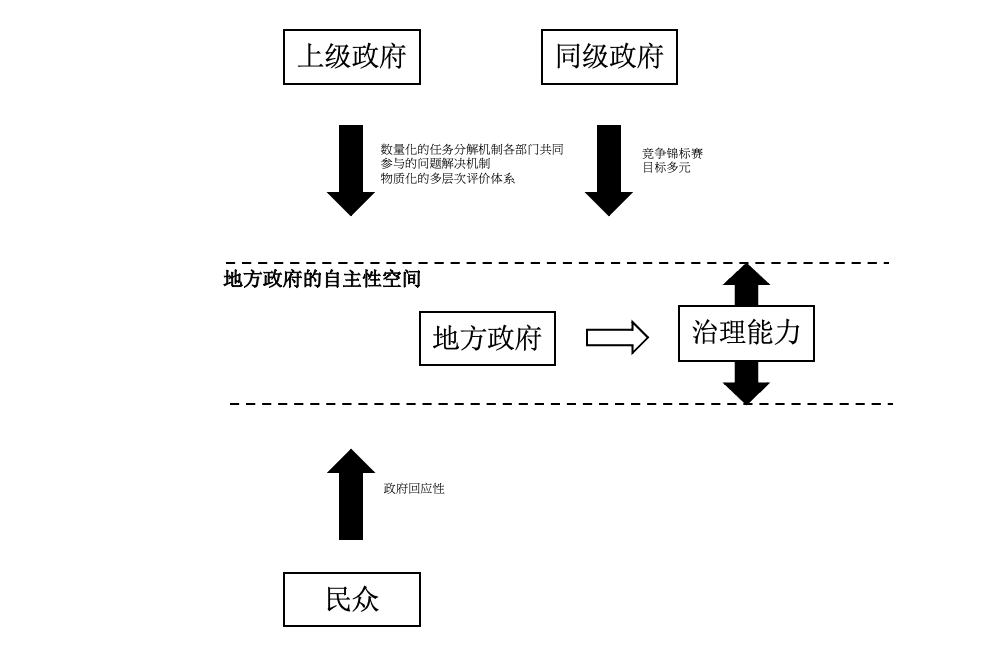 上级政府
同级政府
数量化的任务分解机制各部门共同
参与的问题解决机制
物质化的多层次评价体系
竞争锦标赛
目标多元
地方政府的自主性空间
地方政府
治理能力
政府回应性
民众